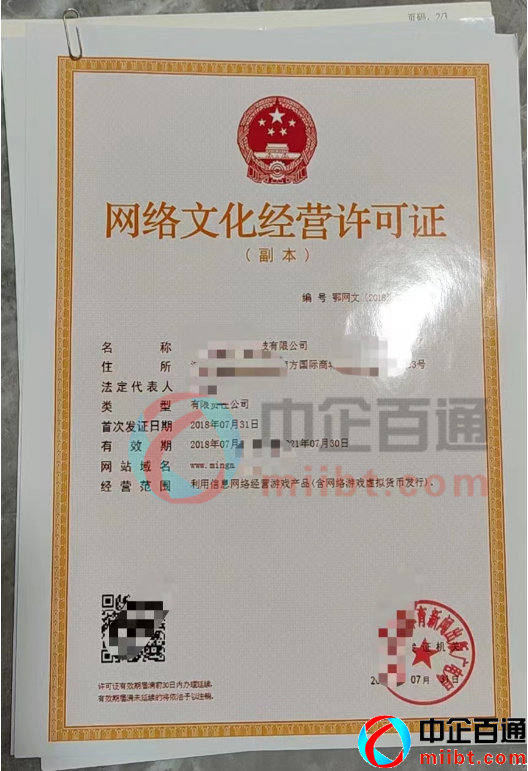 页码: 2/3
网络文化经营许可证
(副本)
编号 鄂网文〔2018〕
名称 技有限公司
住所 方国际商 3号
法定代表人
类型 有限责任公司
首次发证日期 2018年07月31日
有效期 2018年07月 21年07月30日
网站域名 www.ming
经营范围 利用信息网络经营游戏产品(含网络游戏虚拟货币发行)、
中企百通
miibt.com
新闻出
证机关
07月 31日
许可证有效期届满前30日内办理延续,
有效期届满未延续的将依法予以注销。
中企百通
miibt.com